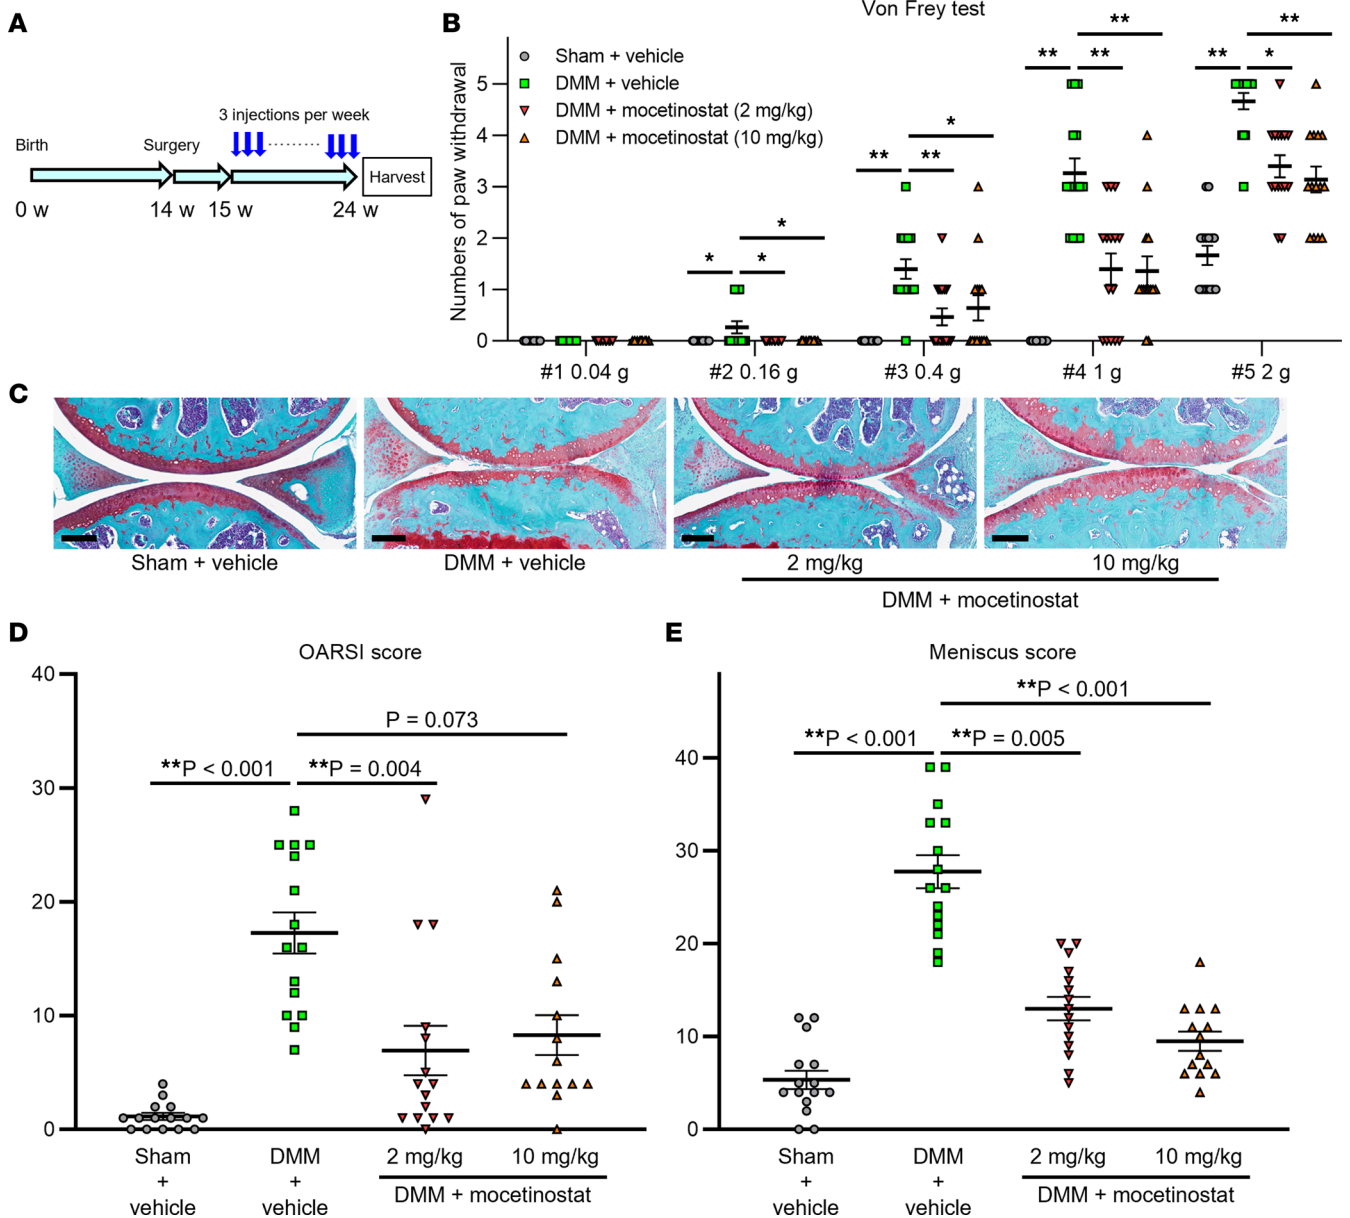 A
3 injections per week
Birth
Surgery
Harvest
0 w
14 w
15 w
24 w
B
Von Frey test
Numbers of paw withdrawal
Sham + vehicle
DMM + vehicle
DMM + mocetinostat (2 mg/kg)
DMM + mocetinostat (10 mg/kg)
5
4
3
2
1
0
* * *
** ** *
** ** **
** * **
#1 0.04 g
#2 0.16 g
#3 0.4 g
#4 1 g
#5 2 g
C
Sham + vehicle
DMM + vehicle
2 mg/kg
10 mg/kg
DMM + mocetinostat
D
OARSI score
40
30
20
10
0
P = 0.073
**P < 0.001
**P = 0.004
Sham
+
vehicle
DMM
+
vehicle
2 mg/kg
10 mg/kg
DMM + mocetinostat
E
Meniscus score
40
30
20
10
0
**P < 0.001
**P < 0.001
**P = 0.005
Sham
+
vehicle
DMM
+
vehicle
2 mg/kg
10 mg/kg
DMM + mocetinostat